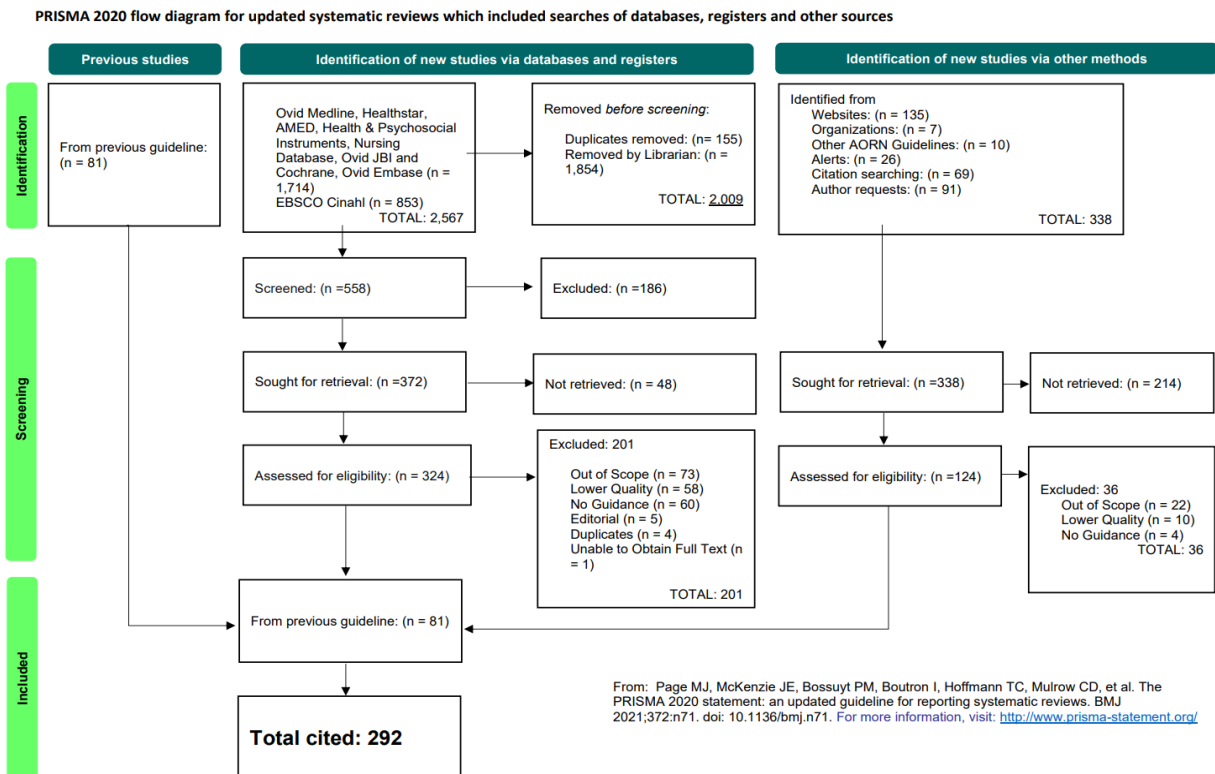 PRISMA 2020 flow diagram for updated systematic reviews which included searches of databases, registers and other sources
Previous studies
Identification of new studies via databases and registers
Identification of new studies via other methods
Identification
From previous guideline:
(n = 81)
Ovid Medline, Healthstar,
AMED, Health & Psychosocial
Instruments, Nursing
Database, Ovid JBI and
Cochrane, Ovid Embase (n =
1,714)
EBSCO Cinahl (n = 853)
TOTAL: 2,567
Removed before screening:
Duplicates removed: (n= 155)
Removed by Librarian: (n =
1,854)
TOTAL: 2,009
Identified from
Websites: (n = 135)
Organizations: (n = 7)
Other AORN Guidelines: (n = 10)
Alerts: (n = 26)
Citation searching: (n = 69)
Author requests: (n = 91)
TOTAL: 338
Screening
Screened: (n =558)
Excluded: (n =186)
Sought for retrieval: (n =372)
Not retrieved: (n = 48)
Sought for retrieval: (n =338)
Not retrieved: (n = 214)
Assessed for eligibility: (n = 324)
Excluded: 201
Out of Scope (n = 73)
Lower Quality (n = 58)
No Guidance (n = 60)
Editorial (n = 5)
Duplicates (n = 4)
Unable to Obtain Full Text (n
= 1)
TOTAL: 201
Assessed for eligibility: (n =124)
Excluded: 36
Out of Scope (n = 22)
Lower Quality (n = 10)
No Guidance (n = 4)
TOTAL: 36
Included
From previous guideline: (n = 81)
Total cited: 292
From: Page MJ, McKenzie JE, Bossuyt PM, Boutron I, Hoffmann TC, Mulrow CD, et al. The
PRISMA 2020 statement: an updated guideline for reporting systematic reviews. BMJ
2021;372:n71. doi: 10.1136/bmj.n71. For more information, visit: http://www.prisma-statement.org/